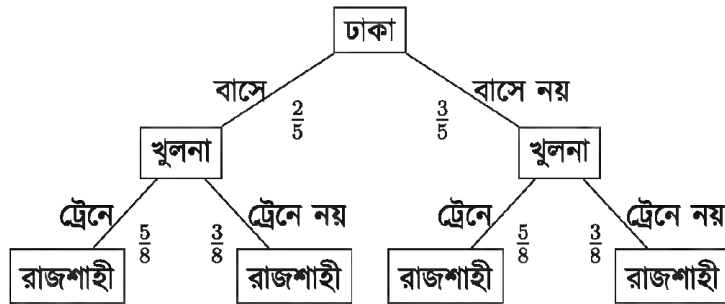 ঢাকা
বাসে বাসে নয়
2/5 3/5
খুলনা খুলনা
ট্রেনে ট্রেনে নয় ট্রেনে ট্রেনে নয়
5/8 3/8 5/8 3/8
রাজশাহী রাজশাহী রাজশাহী রাজশাহী